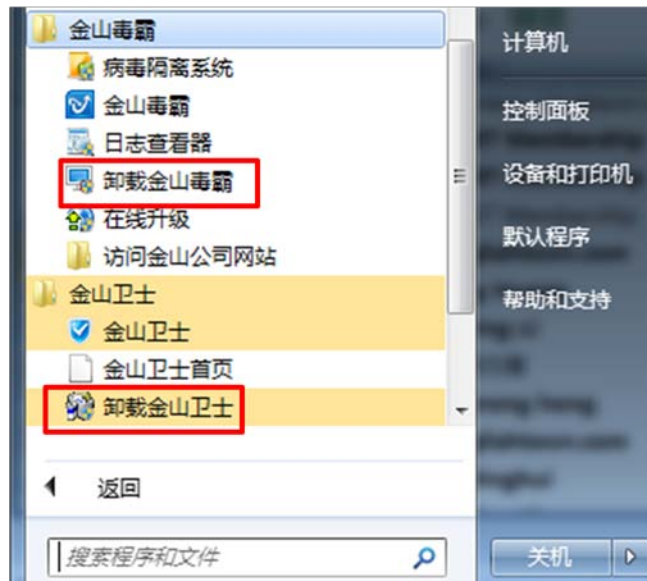 金山毒霸
病毒隔离系统
金山毒霸
日志查看器
卸载金山毒霸
在线升级
访问金山公司网站
金山卫士
金山卫士
金山卫士首页
卸载金山卫士
返回
搜索程序和文件
计算机
控制面板
设备和打印机
默认程序
帮助和支持
关机